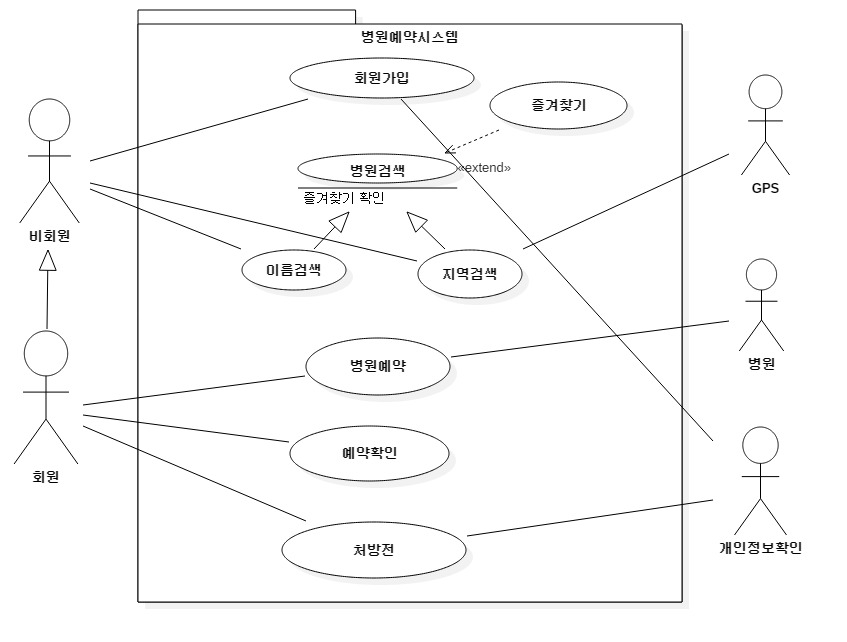 병원예약시스템
회원가입
즐겨찾기
병원검색
«extend»
즐겨찾기 확인
GPS
비회원
이름검색
지역검색
병원예약
병원
예약확인
회원
처방전
개인정보확인